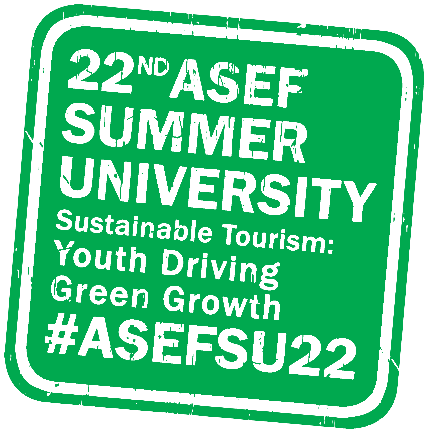 22ND ASEF
SUMMER
UNIVERSITY
Sustainable Tourism:
Youth Driving
Green Growth
#ASEFSU22